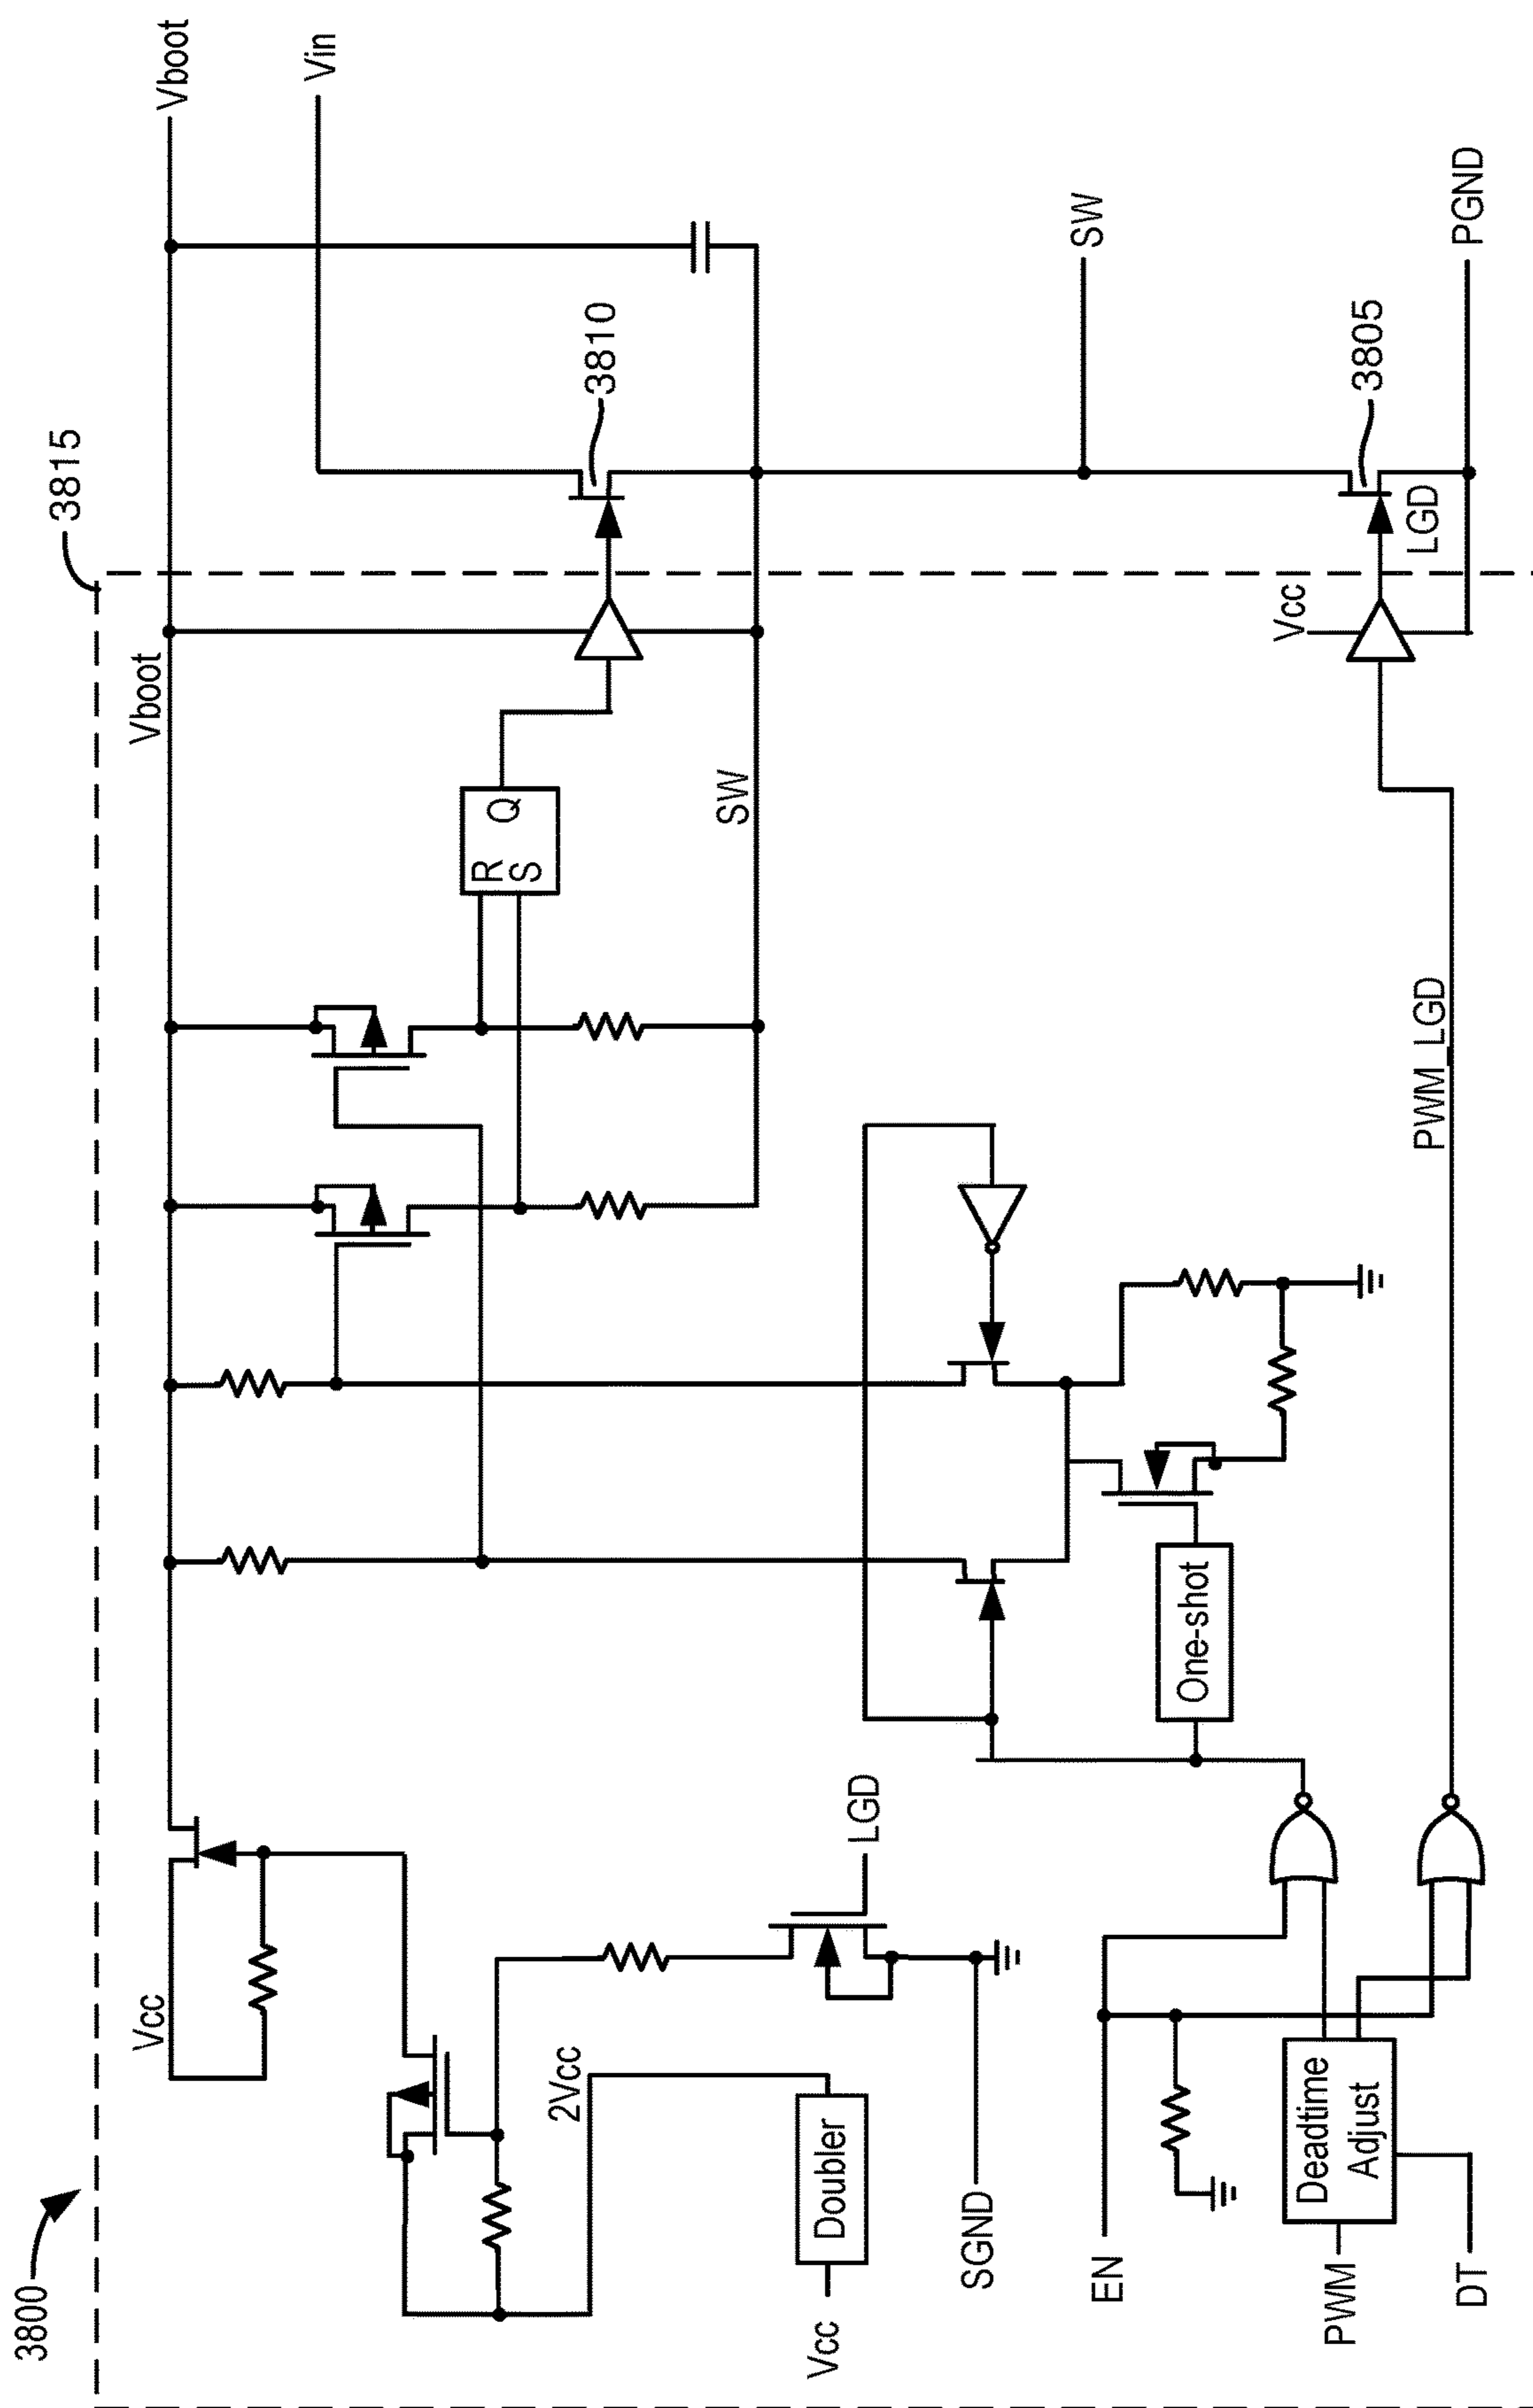 3800
3815
Vboot
Vin
Vboot
3810
SW
SW
R Q
S
Vcc
2Vcc
Doubler
Vcc
LGD
SGND
One-shot
EN
Deadtime
Adjust
PWM
DT
PWM_LGD
Vcc
LGD
3805
PGND